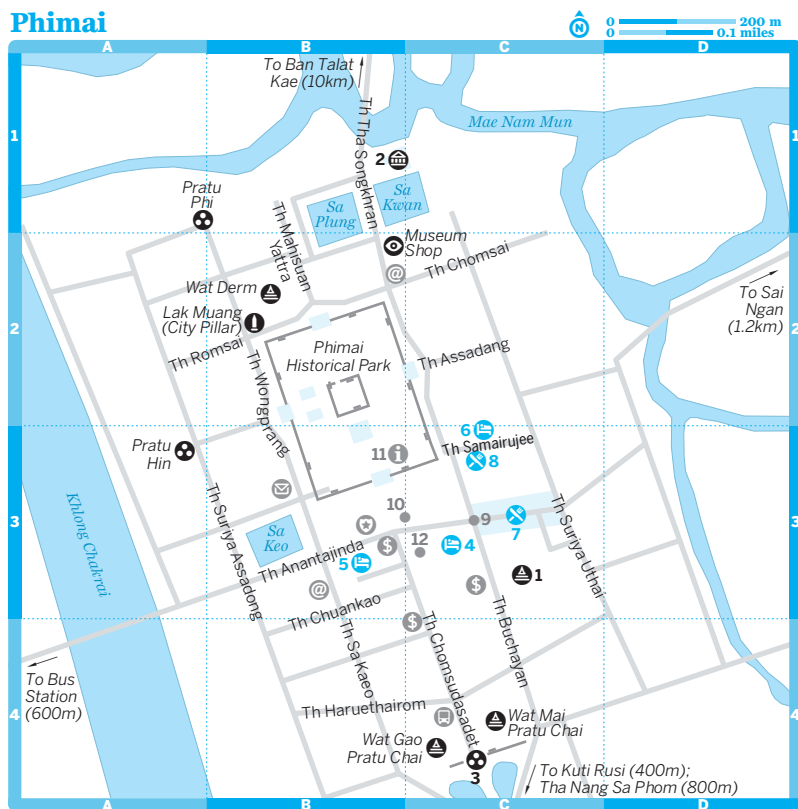 Phimai
N
0 200 m
0 0.1 miles
A B C D
To Ban Talat
Kae (10km)
Th Tha Songkhran
Mae Nam Mun
1 1
2
Pratu
Phi
Sa
Plung
Sa
Kwan
Th Mahisuan
Yattra
Museum
Shop
@
Th Chomsai
Wat Derm
Lak Muang
(City Pillar)
To Sai
Ngan
(1.2km)
2 2
Th Romsai
Phimai
Historical Park
Th Assadang
Th Wongprang
6
Th Samairujee
8
Pratu
Hin
11
i
Khlong Chakrai
Th Suriya Assadong
10
9
7
3 3
Sa
Keo
$
12
4
5
Th Anantajinda
Th Suriya Uthai
@
$
1
Th Chuankao
$
Th Sa Kaeo
Th Chomsudasadet
Th Buchayan
To Bus
Station
(600m)
4 4
Th Haruethairom
Wat Mai
Pratu Chai
Wat Gao
Pratu Chai
3
To Kuti Rusi (400m);
Tha Nang Sa Phom (800m)
A B C D